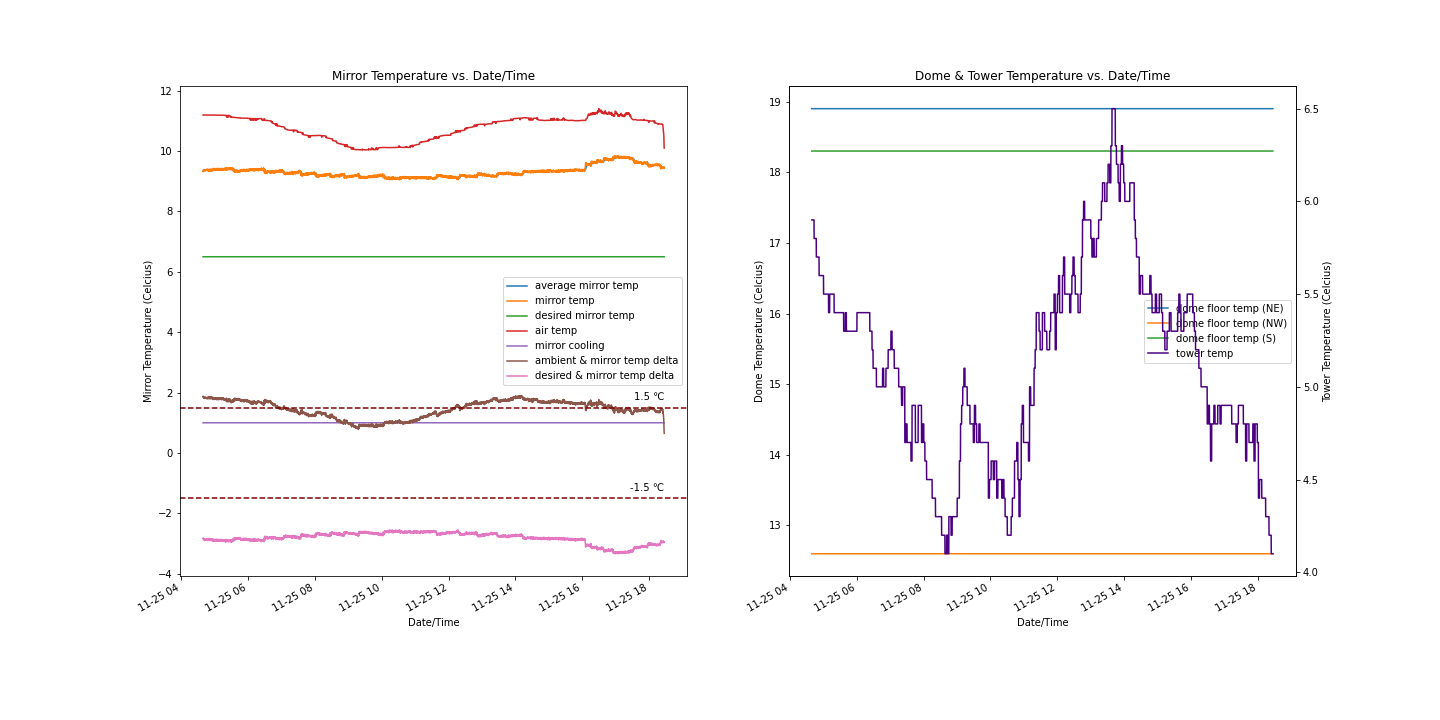 Mirror Temperature vs. Date/Time
Mirror Temperature (Celcius)
12
10
8
6
4
2
0
−2
−4
average mirror temp
mirror temp
desired mirror temp
air temp
mirror cooling
ambient & mirror temp delta
desired & mirror temp delta
1.5 ℃
-1.5 ℃
11-25 04
11-25 06
11-25 08
11-25 10
11-25 12
11-25 14
11-25 16
11-25 18
Date/Time
Dome & Tower Temperature vs. Date/Time
Dome Temperature (Celcius)
19
18
17
16
15
14
13
dome floor temp (NE)
dome floor temp (NW)
dome floor temp (S)
tower temp
6.5
6.0
5.5
5.0
4.5
4.0
Tower Temperature (Celcius)
11-25 04
11-25 06
11-25 08
11-25 10
11-25 12
11-25 14
11-25 16
11-25 18
Date/Time